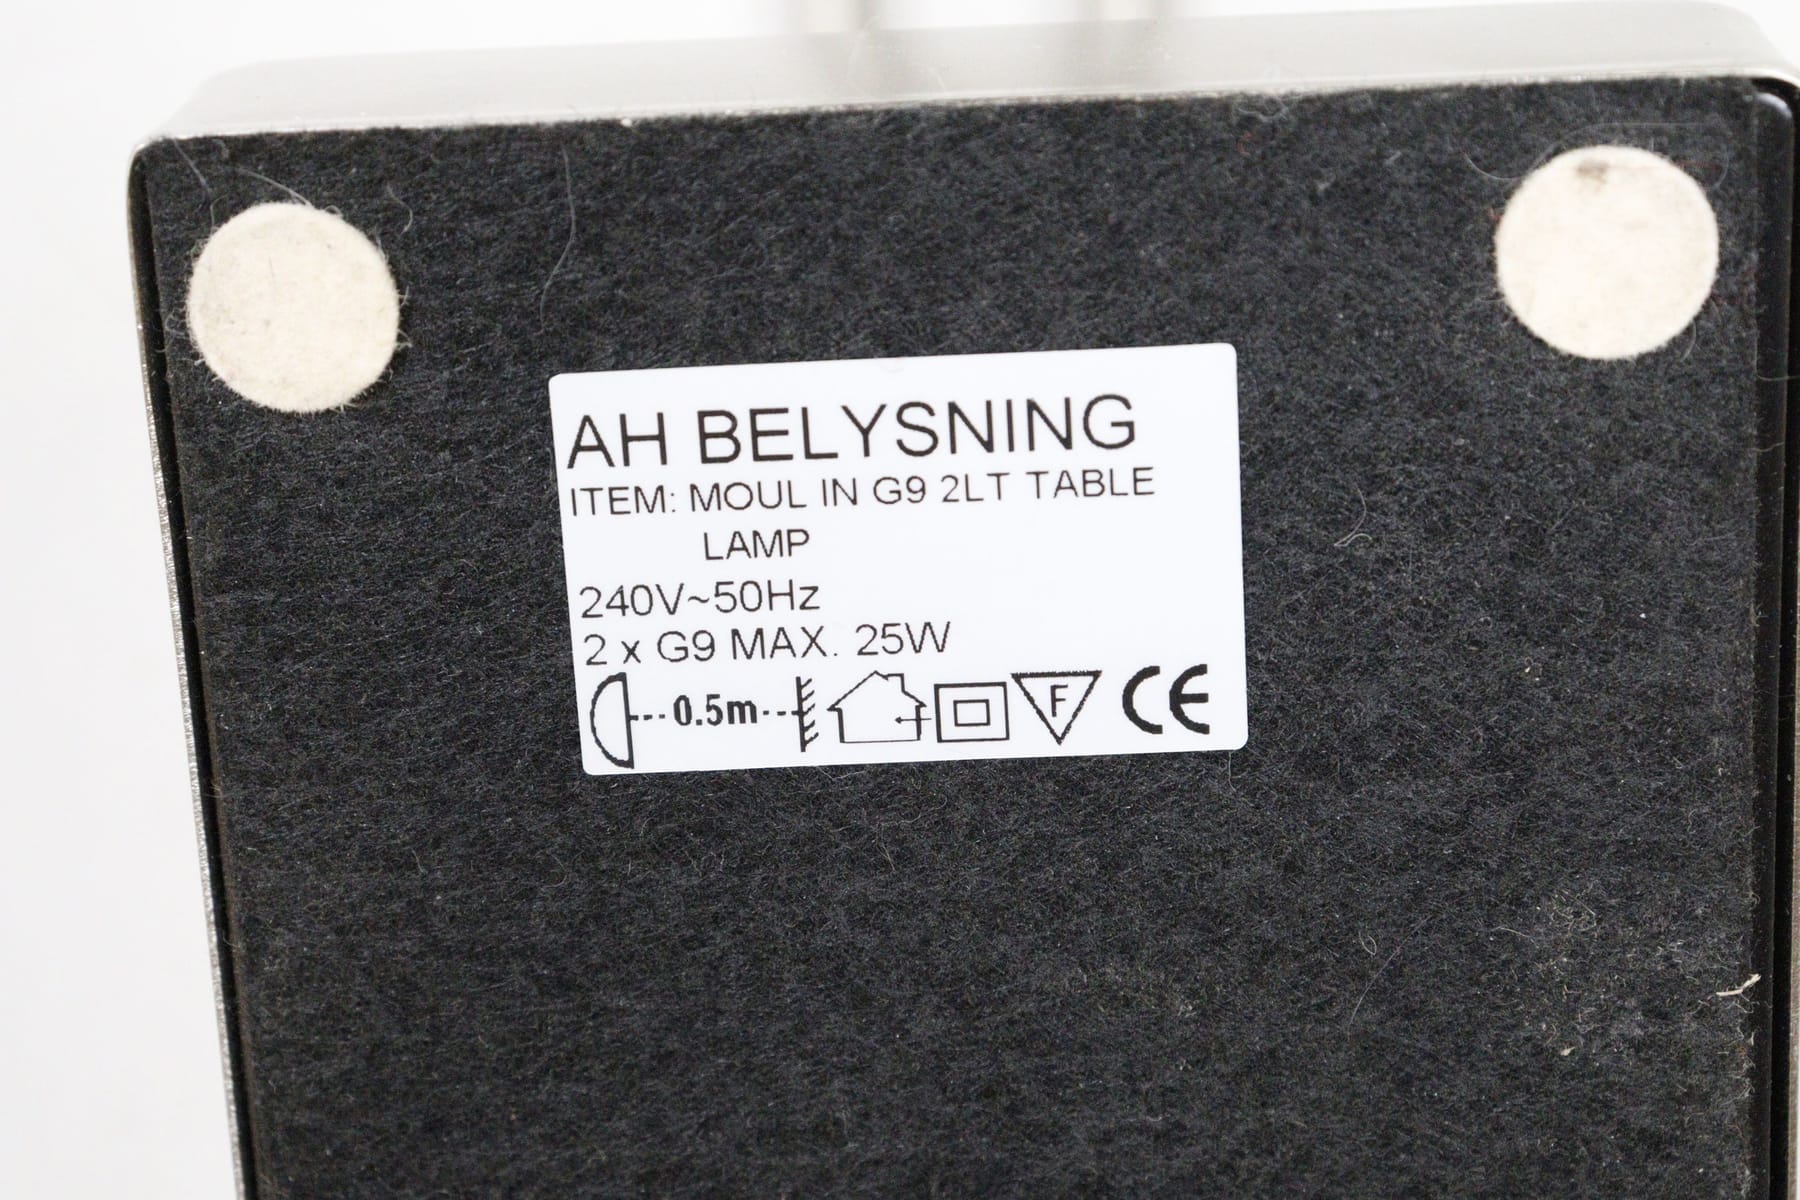 AH BELYSNING
ITEM: MOUL IN G9 2LT TABLE
LAMP
240V~50Hz
2 x G9 MAX. 25W
0.5m F CE